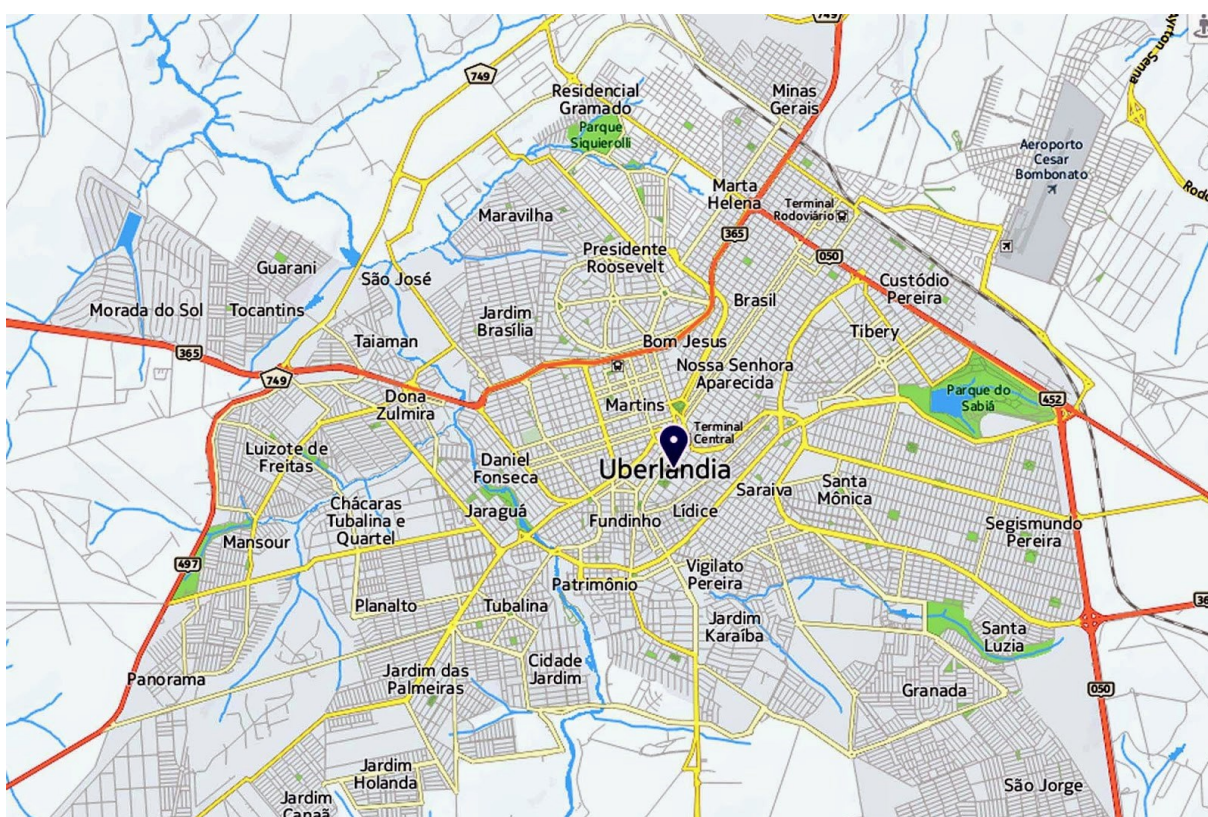 749
749
Ayrton Senna
Residencial
Gramado
Minas
Gerais
Parque
Siquierolli
Aeroporto
Cesar
Bombonato
Marta
Helena
Terminal
Rodoviário
Maravilha
365
050
Presidente
Roosevelt
Guarani
São José
Custódio
Pereira
Morada do Sol
Tocantins
Jardim
Brasília
Brasil
Tibery
Taiaman
Bom Jesus
365
Nossa Senhora
Aparecida
749
Dona
Zulmira
Martins
Parque do
Sabiá
452
Terminal
Central
Luizote de
Freitas
Daniel
Fonseca
Uberlandia
Saraiva
Santa
Mônica
Chácaras
Tubalina e
Quartel
Jaraguá
Fundinho
Lídice
Segismundo
Pereira
Mansour
497
Vigilato
Pereira
Patrimônio
Planalto
Tubalina
Jardim
Karaíba
Santa
Luzia
Panorama
Jardim das
Palmeiras
Cidade
Jardim
Granada
050
Jardim
Holanda
São Jorge
Jardim